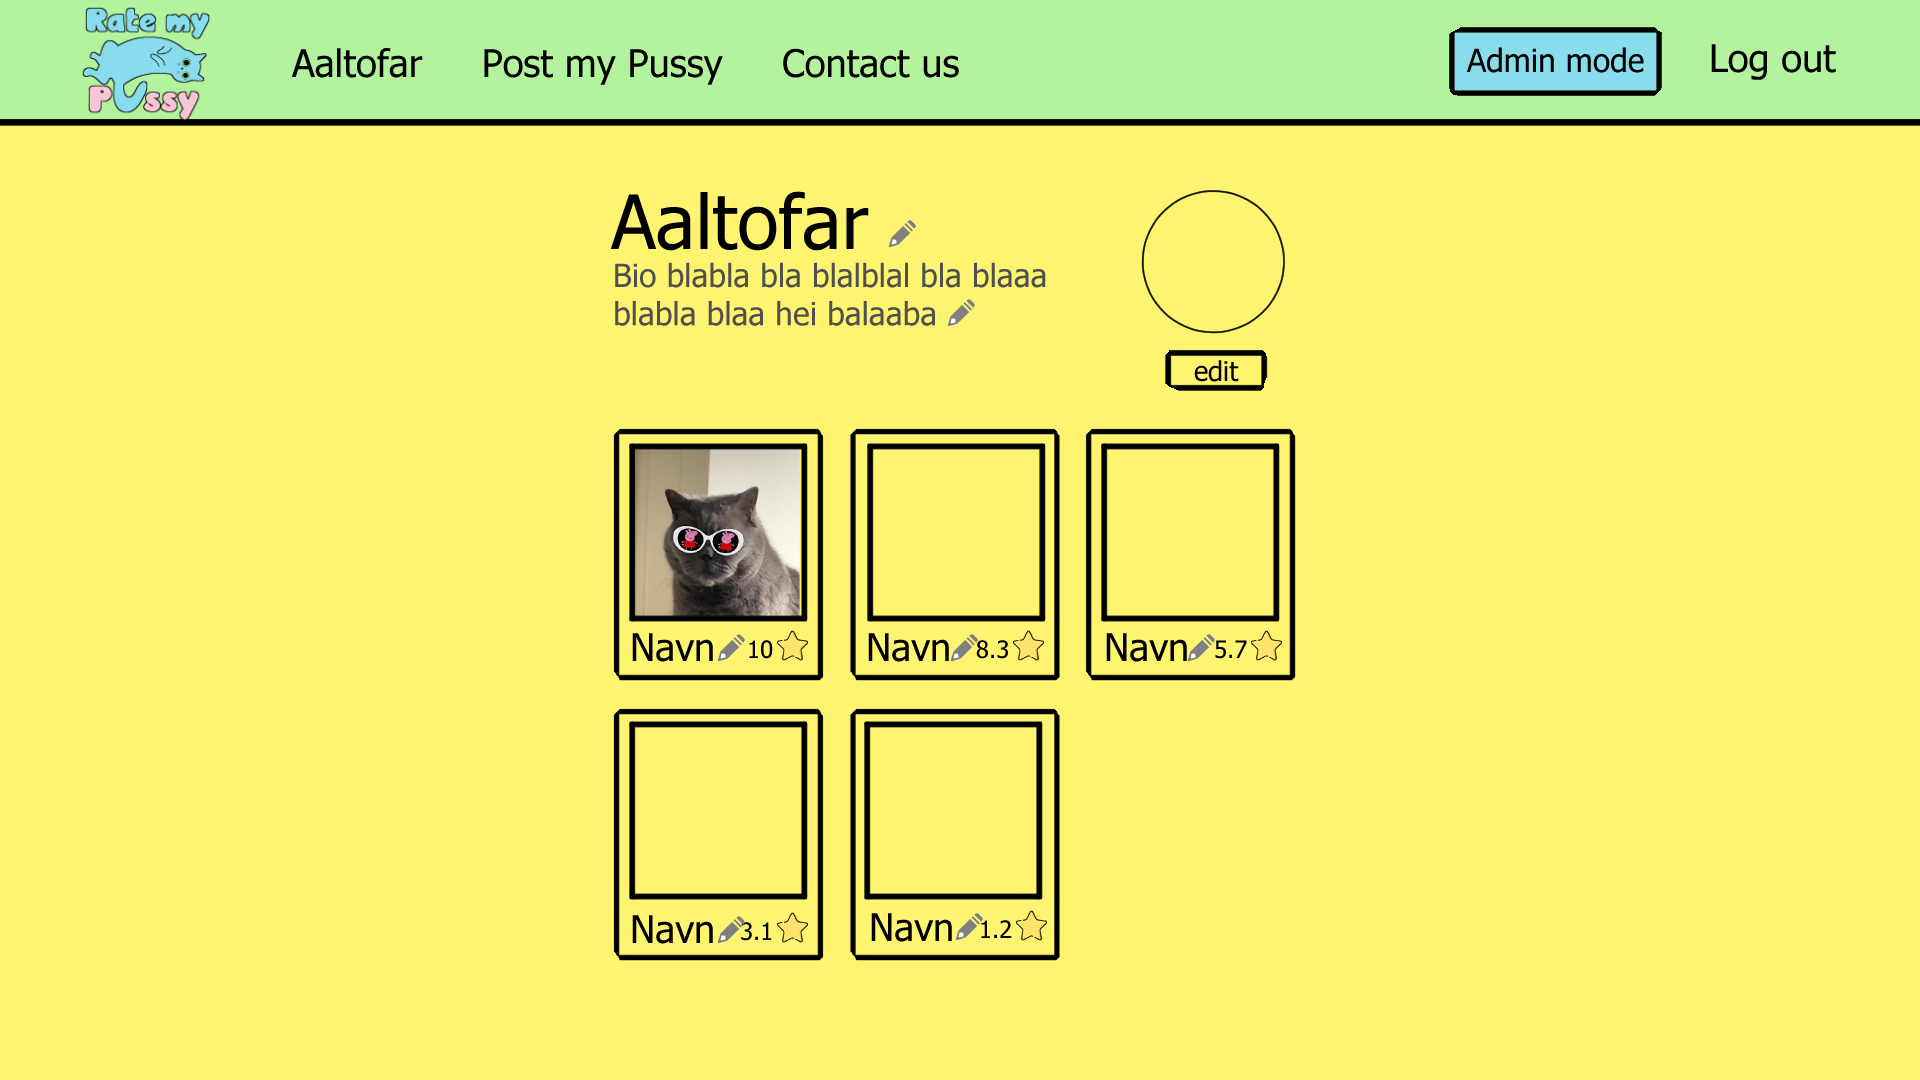 Rate my
Pussy
Aaltofar
Post my Pussy
Contact us
Admin mode
Log out
Aaltofar
Bio blabla bla blalblal bla blaaa
blabla blaa hei balaaba
edit
Navn 10
Navn 8.3
Navn 5.7
Navn 3.1
Navn 1.2